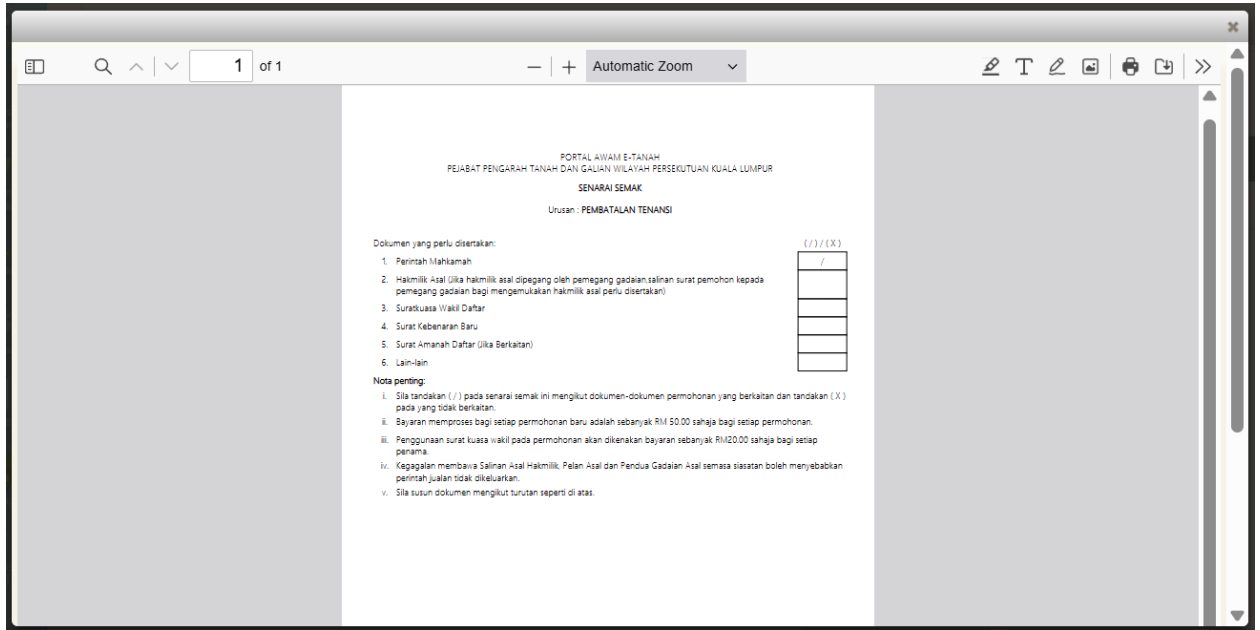 1 of 1
Automatic Zoom
PORTAL AWAM E-TANAH
PEJABAT PENGARAH TANAH DAN GALIAN WILAYAH PERSEKUTUAN KUALA LUMPUR
SENARAI SEMAK
Urusan : PEMBATALAN TENANSI
Dokumen yang perlu disertakan: ( / ) / ( X )
1. Perintah Mahkamah /
2. Hakmilik Asal (Jika hakmilik asal dipegang oleh pemegang gadaian,salinan surat pemohon kepada
pemegang gadaian bagi mengemukakan hakmilik asal perlu disertakan)
3. Suratkuasa Wakil Daftar
4. Surat Kebenaran Baru
5. Surat Amanah Daftar (Jika Berkaitan)
6. Lain-lain
Nota penting:
i. Sila tandakan ( / ) pada senarai semak ini mengikut dokumen-dokumen permohonan yang berkaitan dan tandakan ( X )
pada yang tidak berkaitan.
ii. Bayaran memproses bagi setiap permohonan baru adalah sebanyak RM 50.00 sahaja bagi setiap permohonan.
iii. Penggunaan surat kuasa wakil pada permohonan akan dikenakan bayaran sebanyak RM20.00 sahaja bagi setiap
penama.
iv. Kegagalan membawa Salinan Asal Hakmilik, Pelan Asal dan Pendua Gadaian Asal semasa siasatan boleh menyebabkan
perintah jualan tidak dikeluarkan.
v. Sila susun dokumen mengikut turutan seperti di atas.